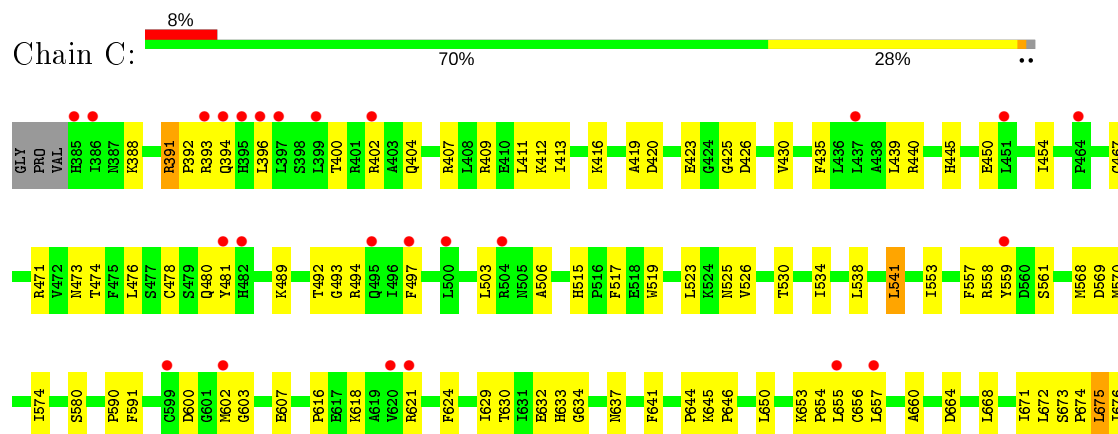 8%
Chain C:
70% 28% ••
GLY PRO VAL H385 I386 N387 K388 R391 P392 R393 Q394 H395 L396 L397 S398 L399 T400 R401 R402 A403 Q404 R407 L408 R409 E410 L411 K412 I413 K416 A419 D420 E423 G424 G425 D426 V430 F435 L436 L437 A438 L439 R440 H445 E450 L451 I454 P464 C467
R471 V472 N473 T474 F475 L476 S477 C478 S479 Q480 Y481 H482 K489 T492 G493 R494 Q495 I496 F497 L500 L503 R504 N505 A506 H515 P516 F517 E518 W519 L523 K524 N525 V526 T530 I534 L538 L541 I553 F557 R558 Y559 D560 S561 M568 D569 M570
I574 S580 P590 F591 C599 D600 G601 M602 G603 E607 P616 E617 K618 A619 V620 R621 F624 I629 T630 I631 E632 H633 G634 N637 F641 P644 K645 P646 L650 K653 P654 L655 C656 L657 A660 D664 L668 I671 L672 S673 P674 L675